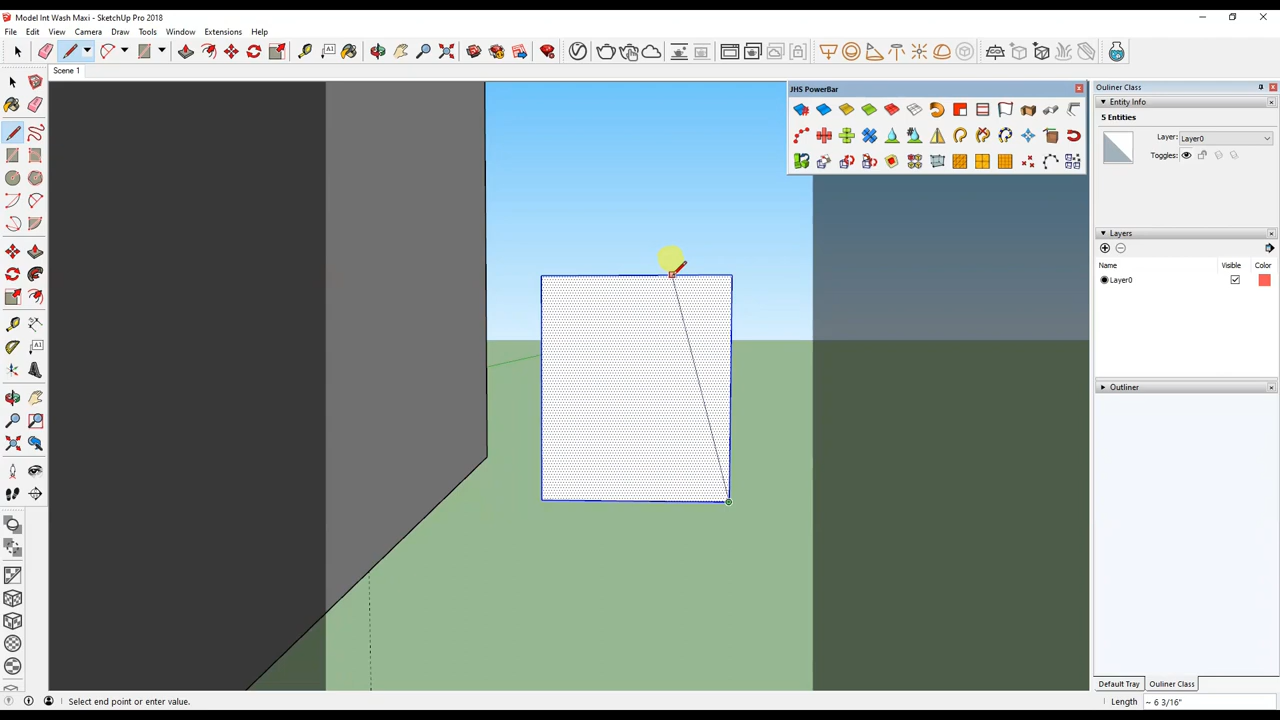 Model Int Wash Maxi - SketchUp Pro 2018
File Edit View Camera Draw Tools Window Extensions Help
Scene 1
JHS PowerBar
Outliner Class
Entity Info
5 Entities
Layer: Layer0
Toggles:
Layers
Name Visible Color
Layer0
Outliner
Default Tray Outliner Class
Select end point or enter value.
Length ~ 6 3/16"